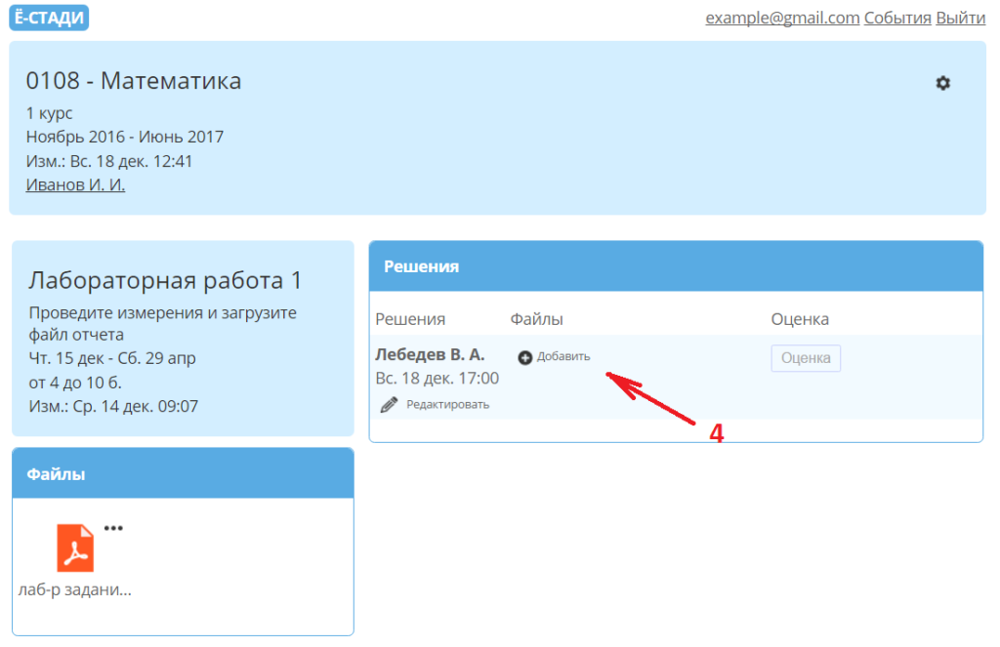 Ё-СТАДИ
example@gmail.com События Выйти
0108 - Математика
1 курс
Ноябрь 2016 - Июнь 2017
Изм.: Вс. 18 дек. 12:41
Иванов И. И.
Лабораторная работа 1
Проведите измерения и загрузите
файл отчета
Чт. 15 дек - Сб. 29 апр
от 4 до 10 б.
Изм.: Ср. 14 дек. 09:07
Файлы
лаб-р задани...
Решения
Решения Файлы Оценка
Лебедев В. А. Добавить Оценка
Вс. 18 дек. 17:00
Редактировать
4